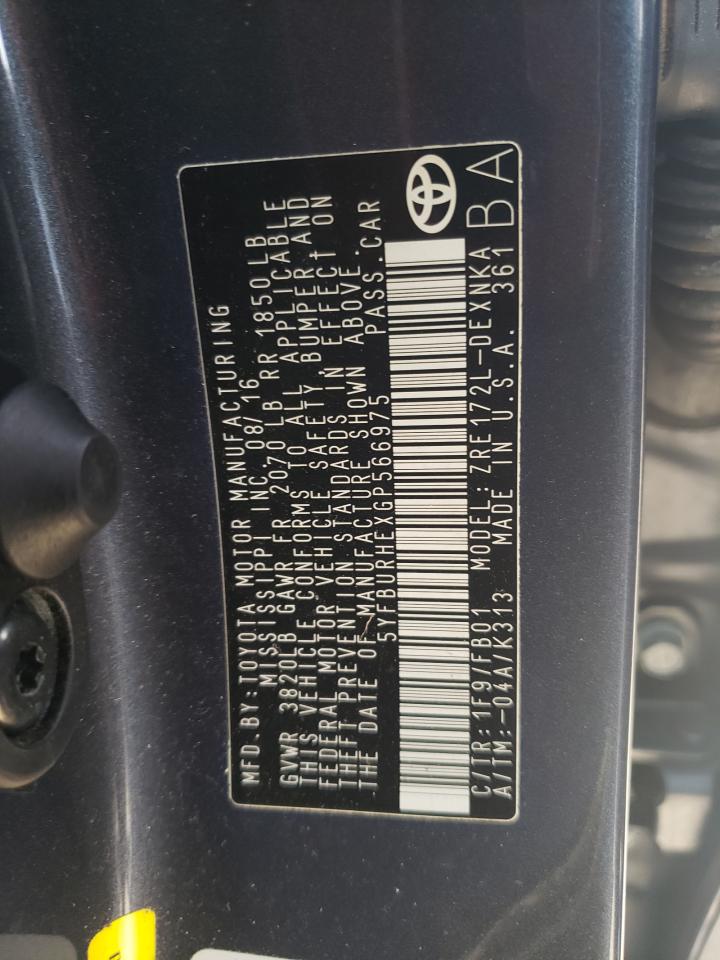 MFD. BY: TOYOTA MOTOR MANUFACTURING
MISSISSIPPI INC. 08/16
GVWR 3820LB GAWR FR 2070 LB RR 1850LB
THIS VEHICLE CONFORMS TO ALL APPLICABLE
FEDERAL MOTOR VEHICLE SAFETY, BUMPER, AND
THEFT PREVENTION STANDARDS IN EFFECT ON
THE DATE OF MANUFACTURE SHOWN ABOVE.
5YFBURHEXGP566975 PASS. CAR
C/TR: 1F9/FB01 MODEL: ZRE172L-DEXNKA
A/TM: -04A/K313 MADE IN U.S.A. 361
BA